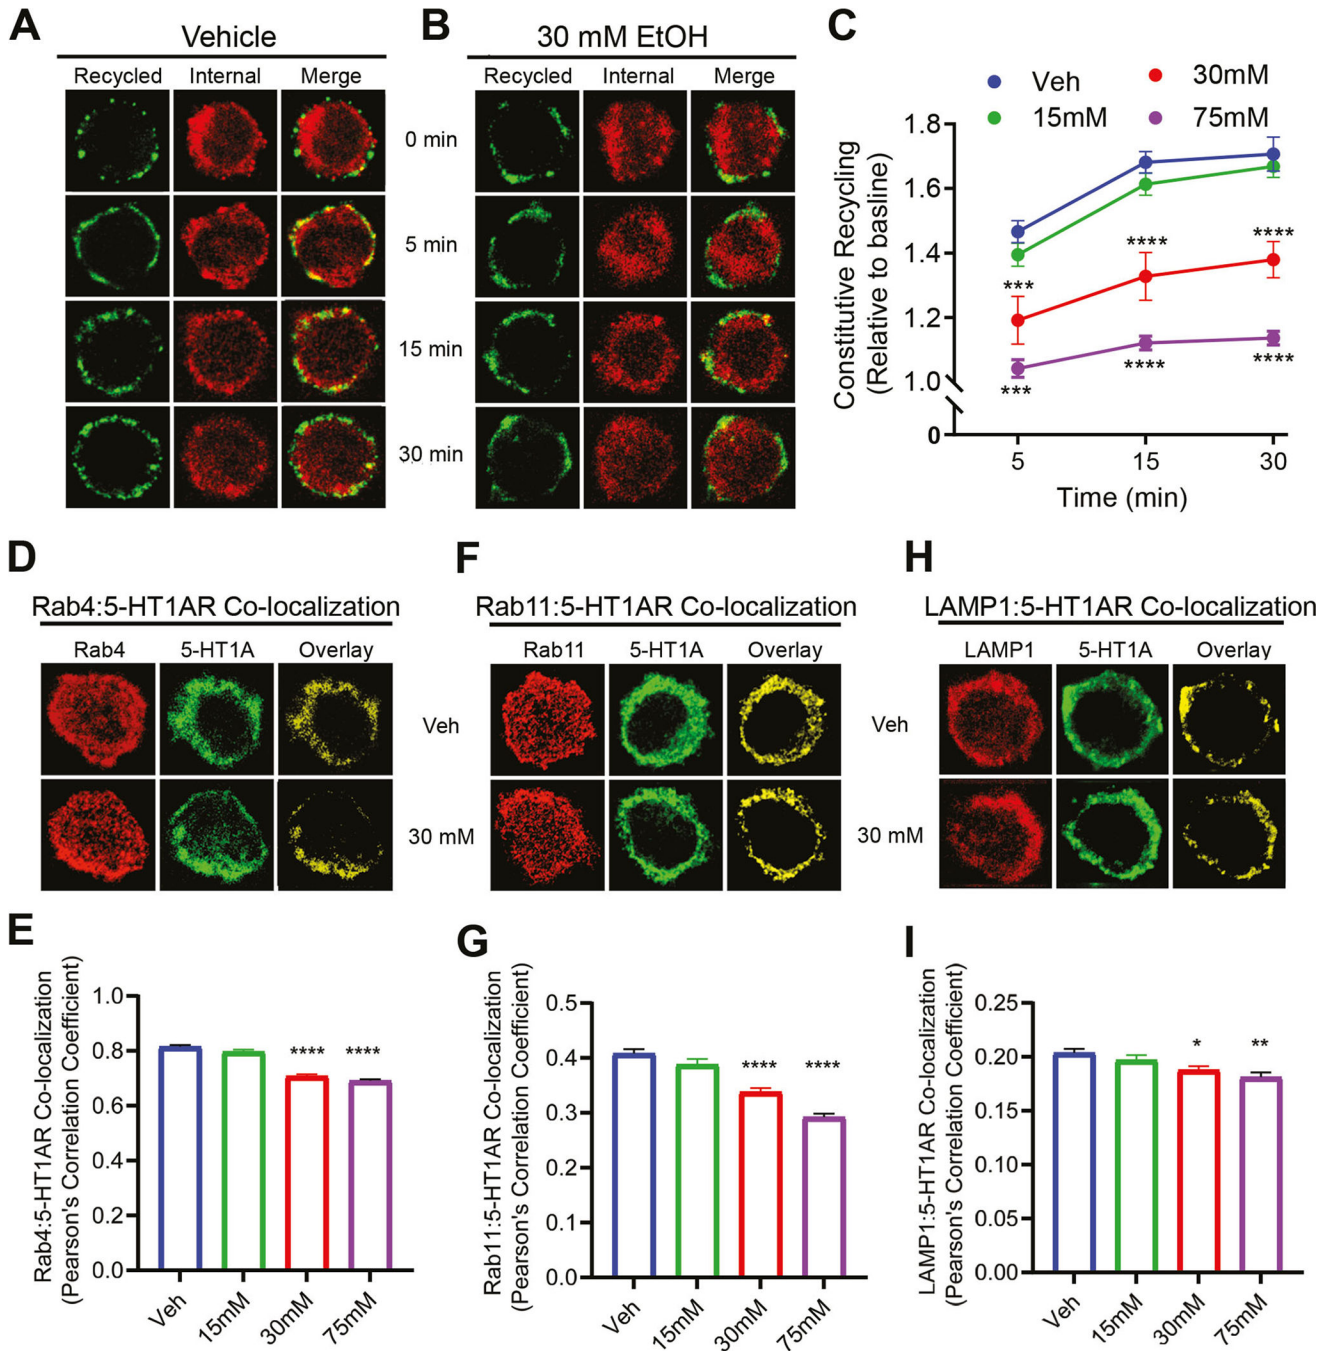 A
Vehicle
Recycled Internal Merge
B
30 mM EtOH
Recycled Internal Merge
0 min
5 min
15 min
30 min
C
Veh
30mM
15mM
75mM
Constitutive Recycling
(Relative to basline)
1.8
1.6
1.4
1.2
1.0
0
***
****
****
***
****
****
5 15 30
Time (min)
D
Rab4:5-HT1AR Co-localization
Rab4 5-HT1A Overlay
F
Rab11:5-HT1AR Co-localization
Rab11 5-HT1A Overlay
H
LAMP1:5-HT1AR Co-localization
LAMP1 5-HT1A Overlay
Veh
30 mM
Veh
30 mM
E
Rab4:5-HT1AR Co-localization
(Pearson's Correlation Coefficient)
1.0
0.8
0.6
0.4
0.2
0.0
**** ****
Veh 15mM 30mM 75mM
G
Rab11:5-HT1AR Co-localization
(Pearson's Correlation Coefficient)
0.5
0.4
0.3
0.2
0.1
0.0
**** ****
Veh 15mM 30mM 75mM
I
LAMP1:5-HT1AR Co-localization
(Pearson's Correlation Coefficient)
0.25
0.20
0.15
0.10
0.05
0.00
* **
Veh 15mM 30mM 75mM